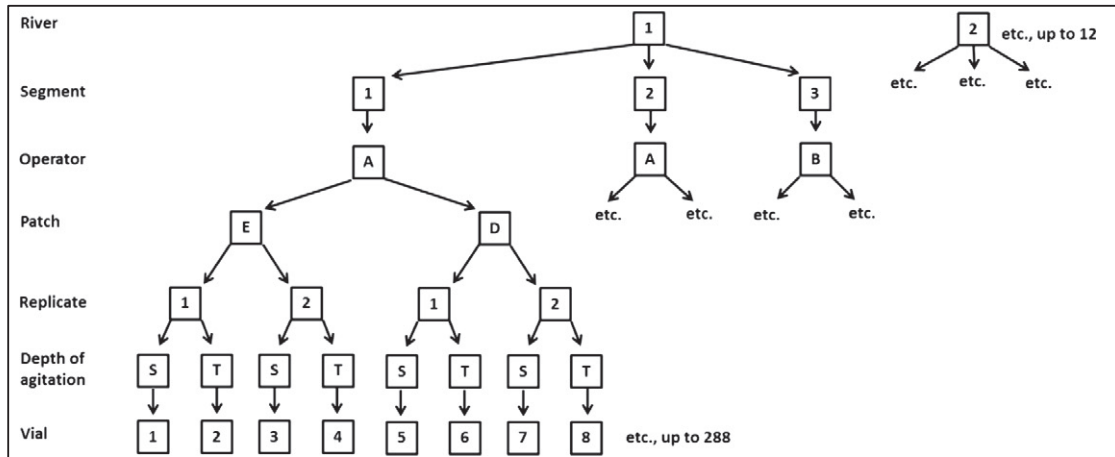 River 1 2 etc., up to 12
etc. etc. etc.
Segment 1 2 3
Operator A A B
etc. etc. etc. etc.
Patch E D
Replicate 1 2 1 2
Depth of
agitation S T S T S T S T
Vial 1 2 3 4 5 6 7 8 etc., up to 288